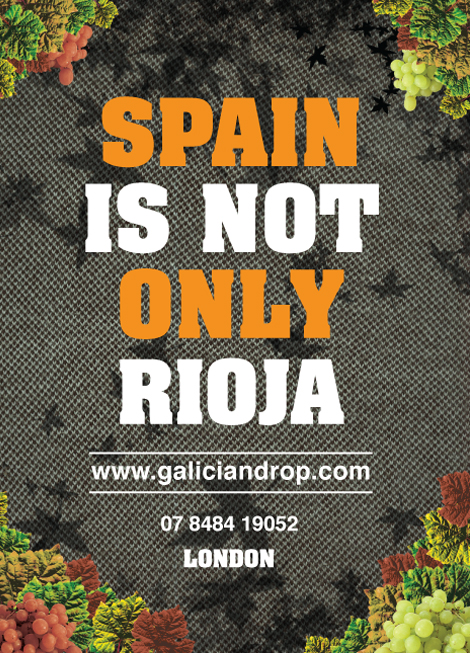 SPAIN
IS NOT
ONLY
RIOJA
www.galiciandrop.com
07 8484 19052
LONDON